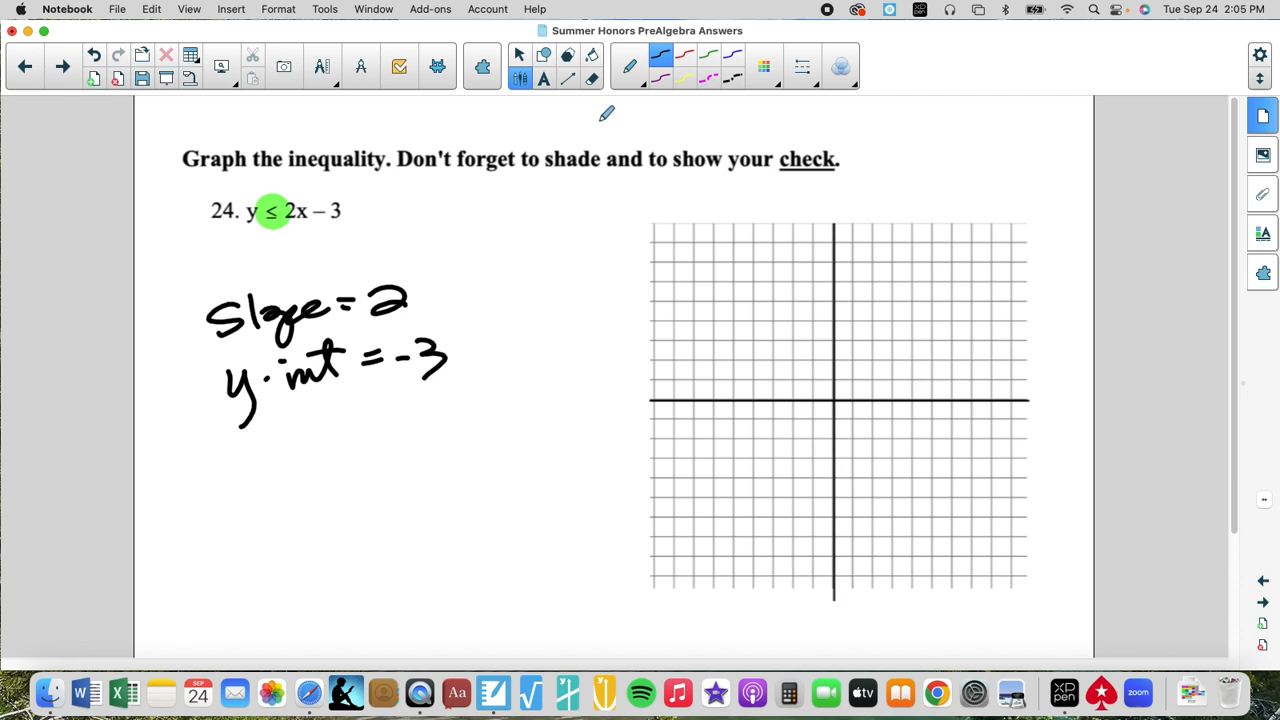 Notebook File Edit View Insert Format Tools Add-ons Account Help Tue Sep 24 2:05 PM
Summer Honors PreAlgebra Answers
Graph the inequality. Don't forget to shade and to show your check.
24. y ≤ 2x – 3
Slope = 2
y-int = -3